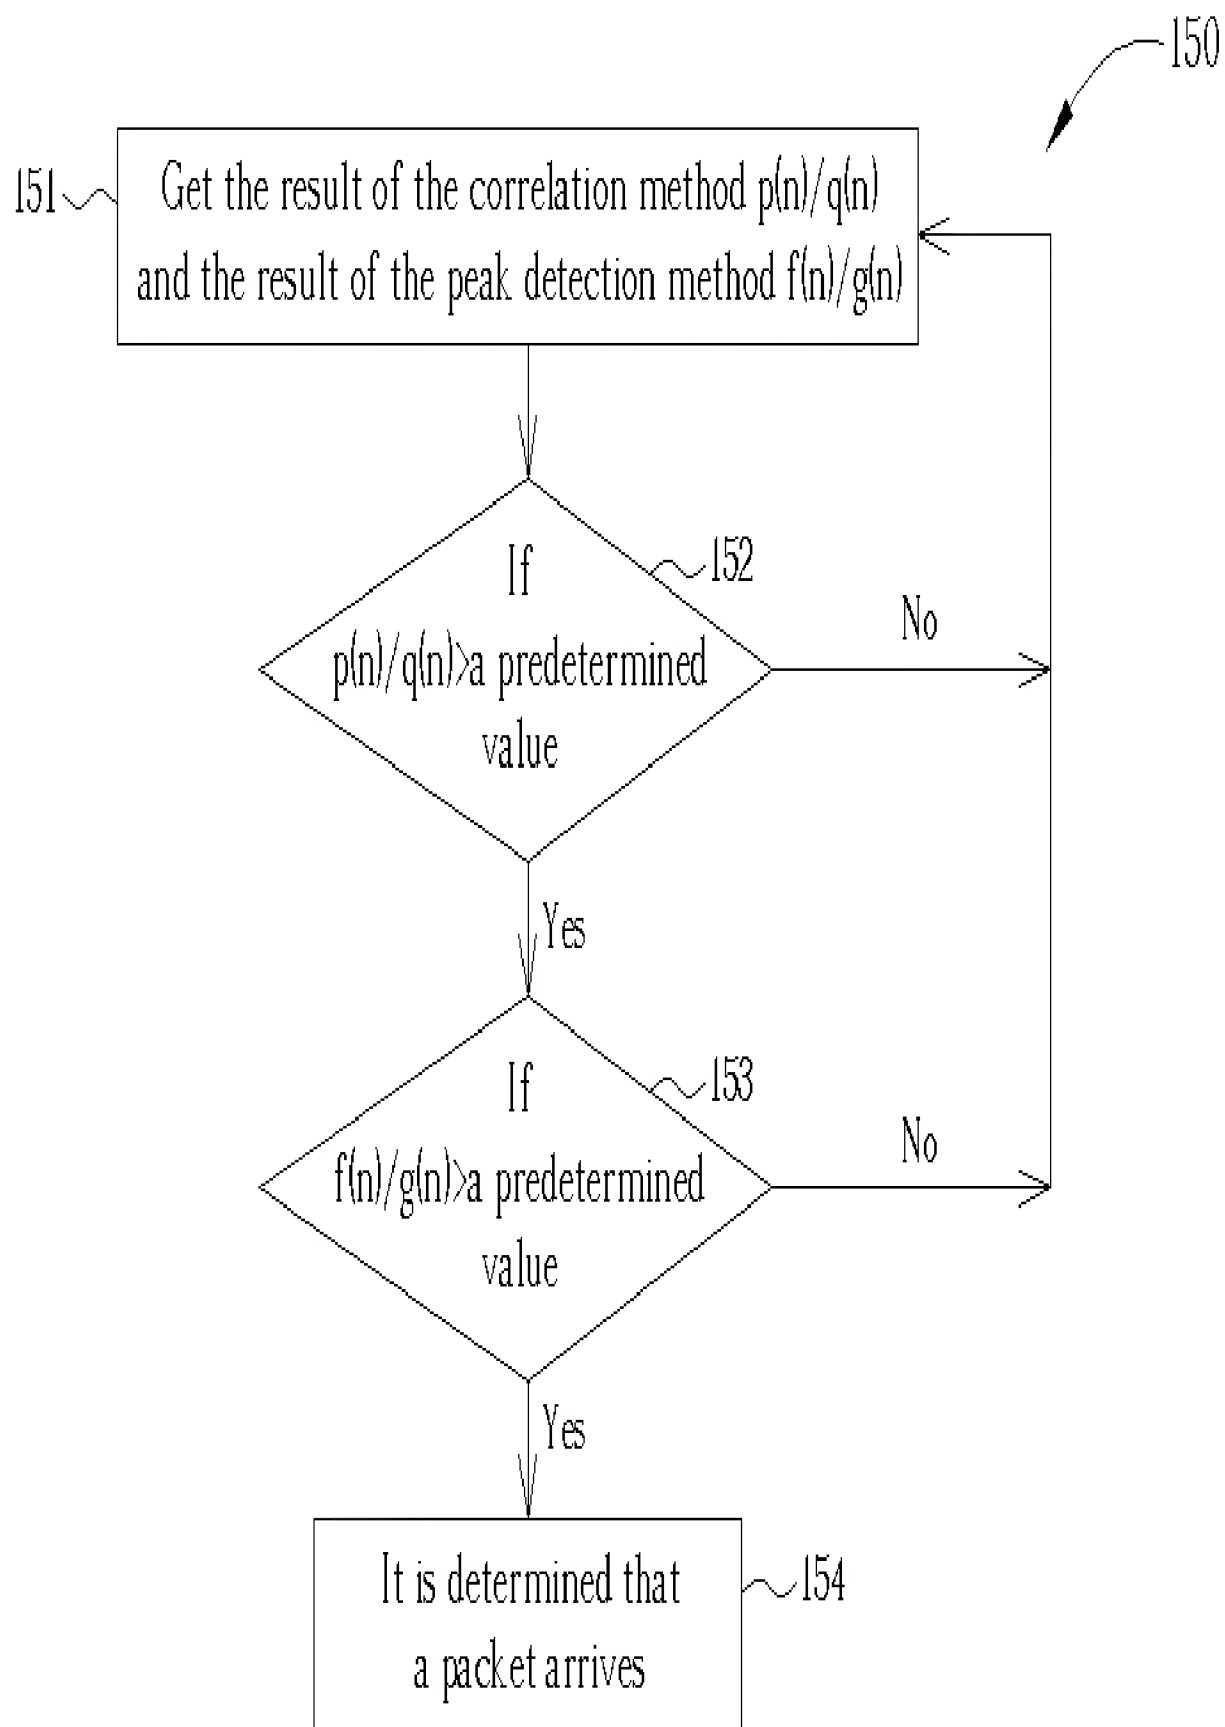 150
151
Get the result of the correlation method p(n)/q(n)
and the result of the peak detection method f(n)/g(n)
152
If
p(n)/q(n)>a predetermined
value
No
Yes
153
If
f(n)/g(n)>a predetermined
value
No
Yes
It is determined that
a packet arrives
154